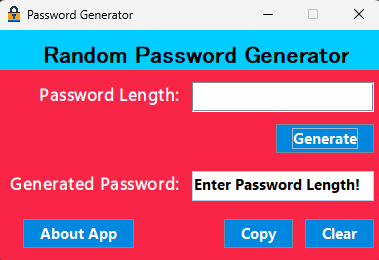 Password Generator
Random Password Generator
Password Length:
Generate
Generated Password: Enter Password Length!
About App Copy Clear